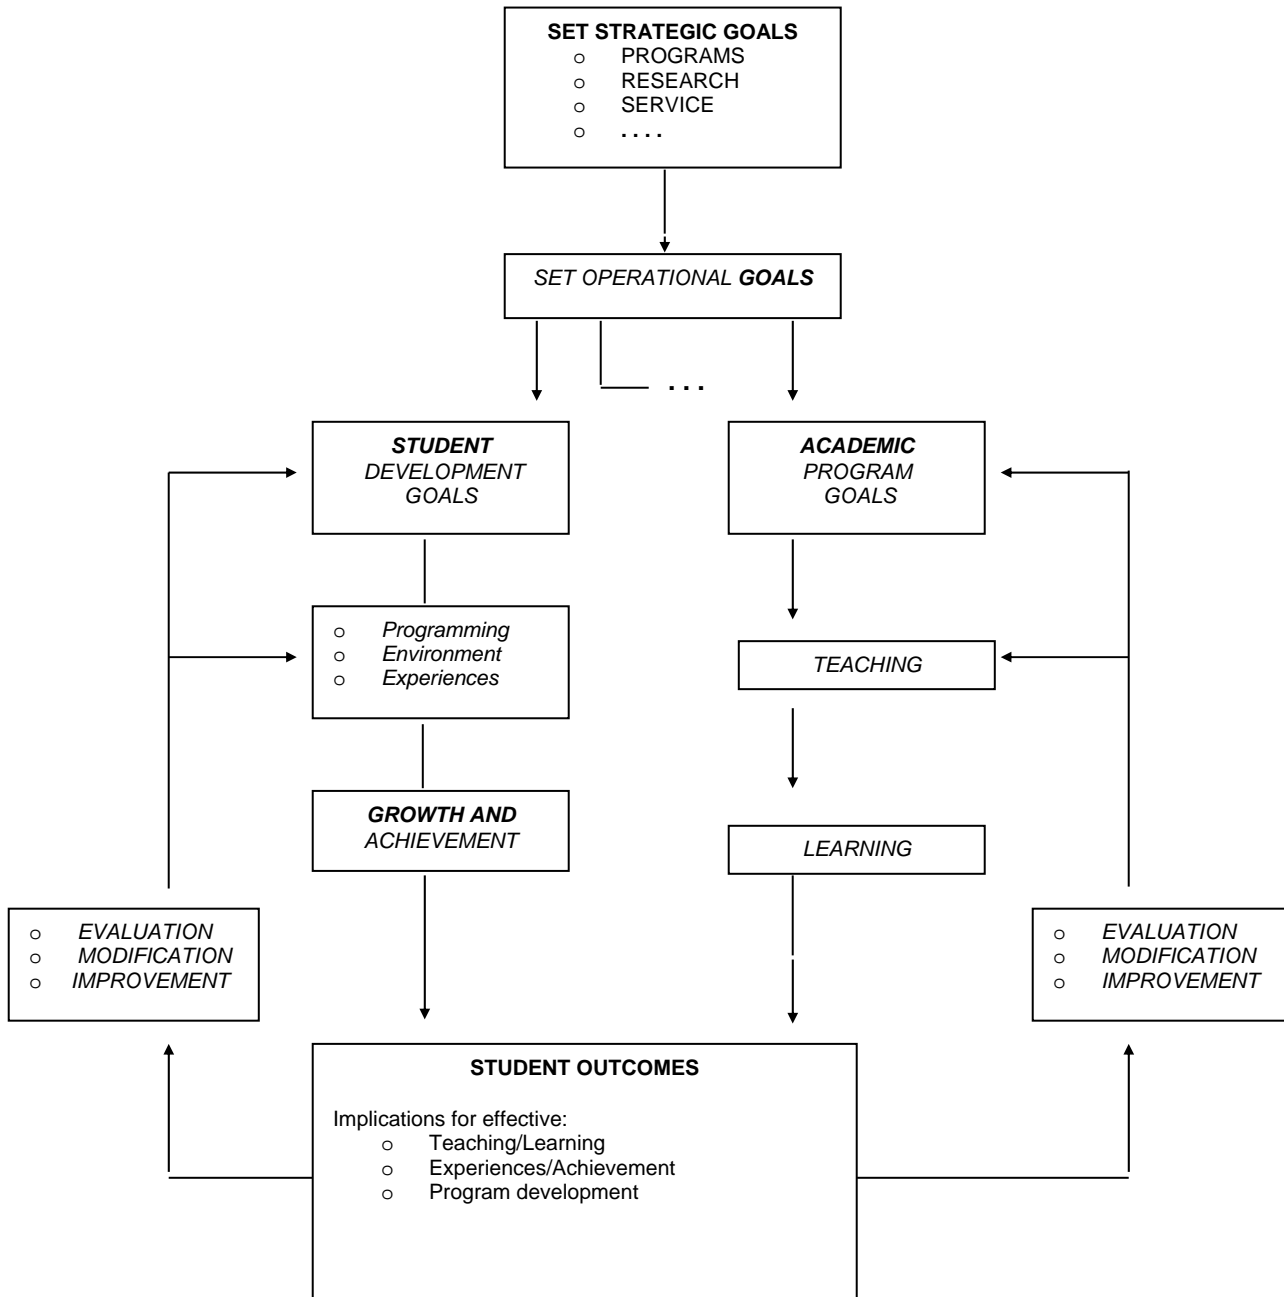 SET STRATEGIC GOALS
o PROGRAMS
o RESEARCH
o SERVICE
o . . . .
SET OPERATIONAL GOALS
. . .
STUDENT
DEVELOPMENT
GOALS
ACADEMIC
PROGRAM
GOALS
o Programming
o Environment
o Experiences
TEACHING
GROWTH AND
ACHIEVEMENT
LEARNING
o EVALUATION
o MODIFICATION
o IMPROVEMENT
o EVALUATION
o MODIFICATION
o IMPROVEMENT
STUDENT OUTCOMES
Implications for effective:
o Teaching/Learning
o Experiences/Achievement
o Program development